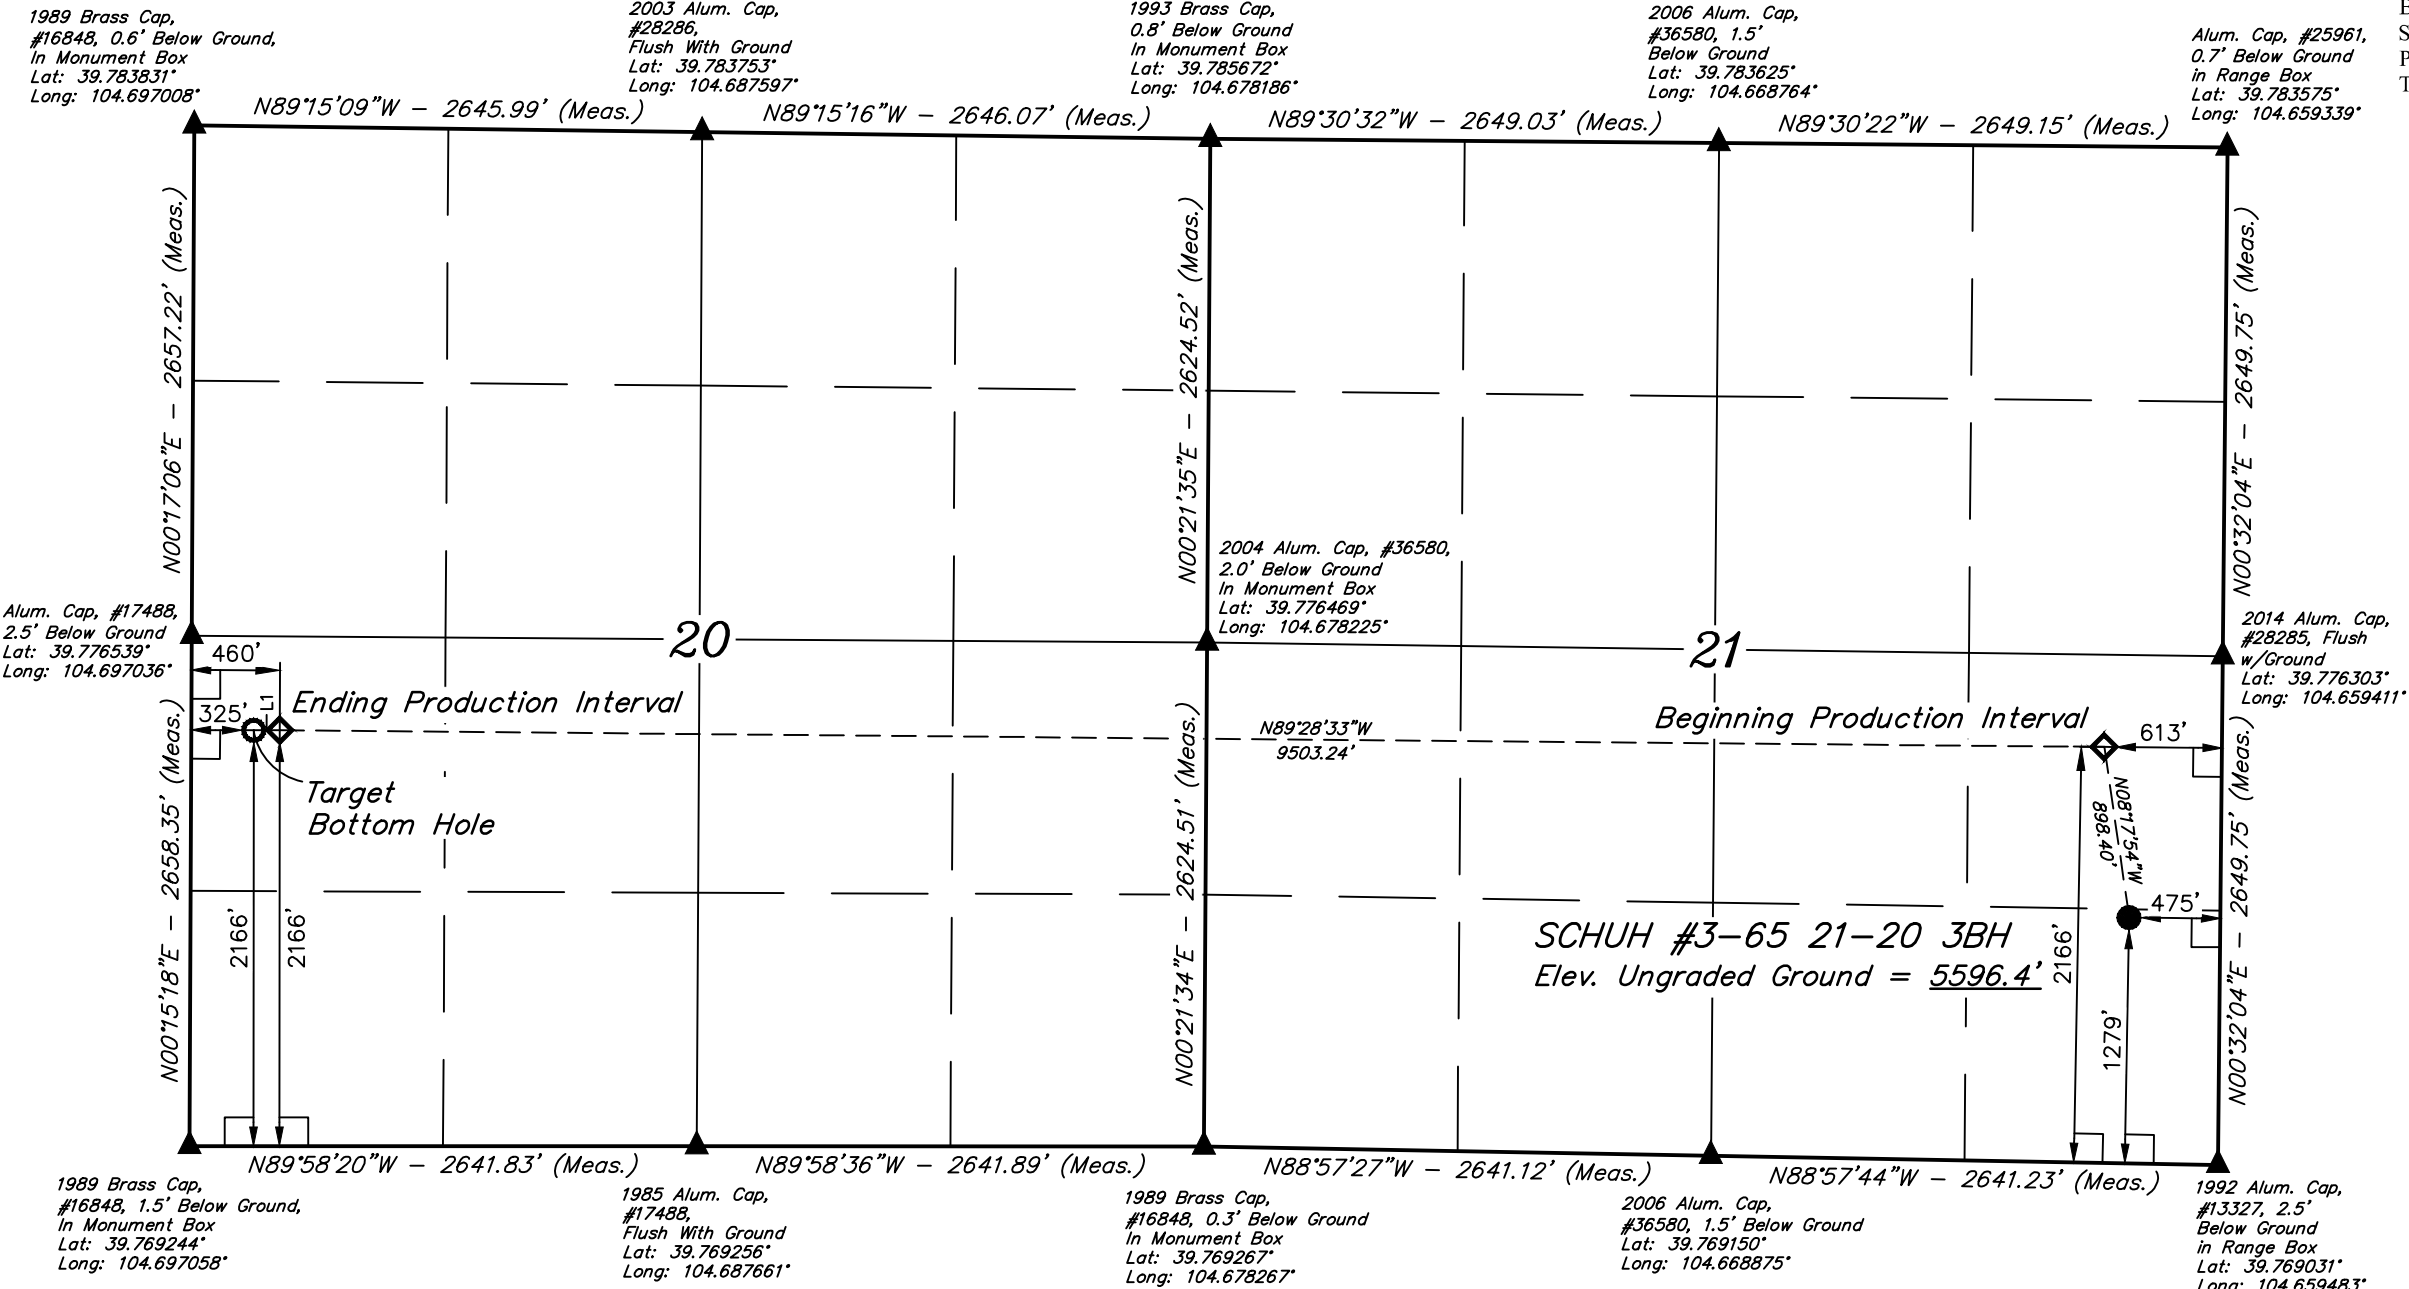 1989 Brass Cap,
#16848, 0.6' Below Ground,
In Monument Box
Lat: 39.783831°
Long: 104.697008°
2003 Alum. Cap,
#28286,
Flush With Ground
Lat: 39.783753°
Long: 104.687597°
1993 Brass Cap,
0.8' Below Ground
In Monument Box
Lat: 39.785672°
Long: 104.678186°
2006 Alum. Cap,
#36580, 1.5'
Below Ground
Lat: 39.783625°
Long: 104.668764°
Alum. Cap, #25961,
0.7' Below Ground
in Range Box
Lat: 39.783575°
Long: 104.659339°
N89°15'09"W - 2645.99' (Meas.)
N89°15'16"W - 2646.07' (Meas.)
N89°30'32"W - 2649.03' (Meas.)
N89°30'22"W - 2649.15' (Meas.)
N00°17'06"E - 2657.22' (Meas.)
N00°21'35"E - 2624.52' (Meas.)
N00°32'04"E - 2649.75' (Meas.)
2004 Alum. Cap, #36580,
2.0' Below Ground
In Monument Box
Lat: 39.776469°
Long: 104.678225°
Alum. Cap, #17488,
2.5' Below Ground
Lat: 39.776539°
Long: 104.697036°
2014 Alum. Cap,
#28285, Flush
w/Ground
Lat: 39.776303°
Long: 104.659411°
20
21
460'
325'
L1
Ending Production Interval
Target
Bottom Hole
N89°28'33"W
9503.24'
Beginning Production Interval
613'
N08°17'54"W
898.40'
475'
SCHUH #3-65 21-20 3BH
Elev. Ungraded Ground = 5596.4'
2166'
2166'
2166'
1279'
N00°15'18"E - 2658.35' (Meas.)
N00°21'34"E - 2624.51' (Meas.)
N00°32'04"E - 2649.75' (Meas.)
N89°58'20"W - 2641.83' (Meas.)
N89°58'36"W - 2641.89' (Meas.)
N88°57'27"W - 2641.12' (Meas.)
N88°57'44"W - 2641.23' (Meas.)
1989 Brass Cap,
#16848, 1.5' Below Ground,
In Monument Box
Lat: 39.769244°
Long: 104.697058°
1985 Alum. Cap,
#17488,
Flush With Ground
Lat: 39.769256°
Long: 104.687661°
1989 Brass Cap,
#16848, 0.3' Below Ground
In Monument Box
Lat: 39.769267°
Long: 104.678267°
2006 Alum. Cap,
#36580, 1.5' Below Ground
Lat: 39.769150°
Long: 104.668875°
1992 Alum. Cap,
#13327, 2.5'
Below Ground
in Range Box
Lat: 39.769031°
Long: 104.659483°